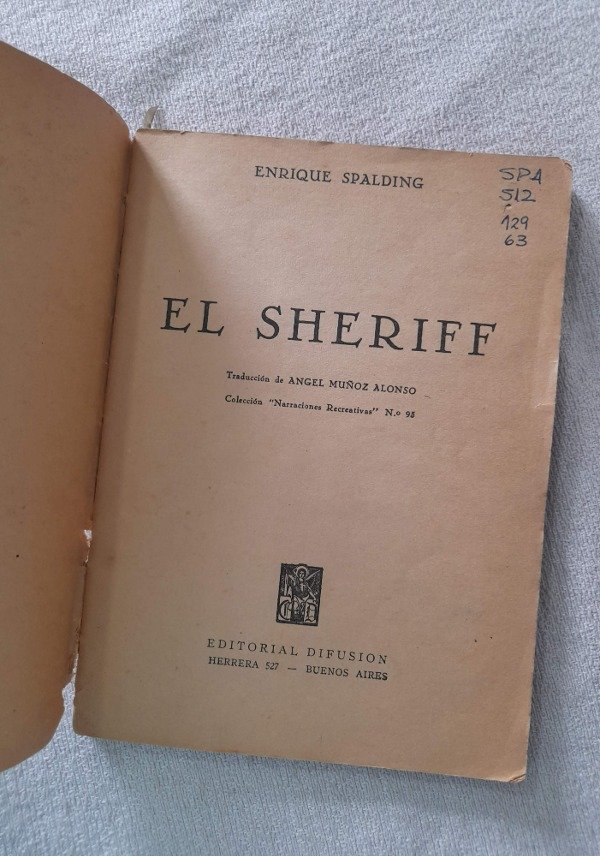 ENRIQUE SPALDING
SPA
512
129
63
EL SHERIFF
Traducción de ANGEL MUÑOZ ALONSO
Colección "Narraciones Recreativas" N.o 95
EDITORIAL DIFUSION
HERRERA 527 — BUENOS AIRES